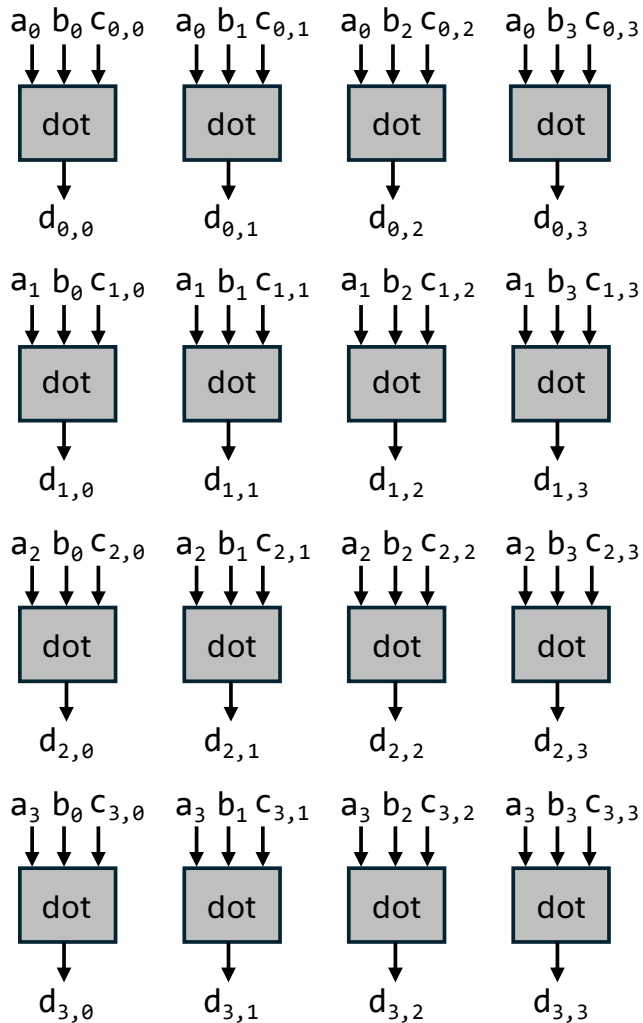 a₀ b₀ c₀,₀ a₀ b₁ c₀,₁ a₀ b₂ c₀,₂ a₀ b₃ c₀,₃
dot dot dot dot
d₀,₀ d₀,₁ d₀,₂ d₀,₃
a₁ b₀ c₁,₀ a₁ b₁ c₁,₁ a₁ b₂ c₁,₂ a₁ b₃ c₁,₃
dot dot dot dot
d₁,₀ d₁,₁ d₁,₂ d₁,₃
a₂ b₀ c₂,₀ a₂ b₁ c₂,₁ a₂ b₂ c₂,₂ a₂ b₃ c₂,₃
dot dot dot dot
d₂,₀ d₂,₁ d₂,₂ d₂,₃
a₃ b₀ c₃,₀ a₃ b₁ c₃,₁ a₃ b₂ c₃,₂ a₃ b₃ c₃,₃
dot dot dot dot
d₃,₀ d₃,₁ d₃,₂ d₃,₃